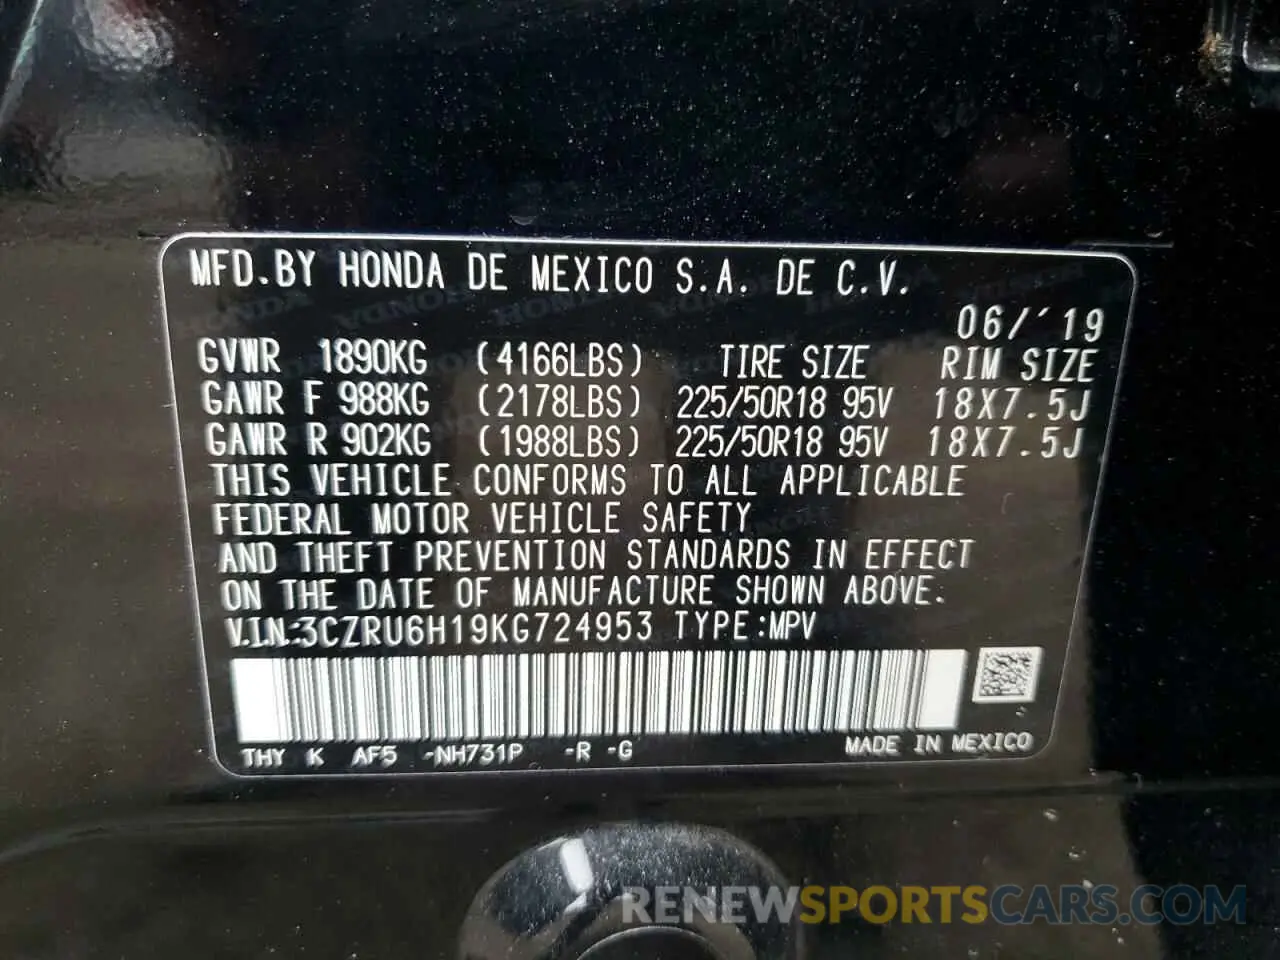 MFD.BY HONDA DE MEXICO S.A. DE C.V.
06/´19
GVWR 1890KG (4166LBS) TIRE SIZE RIM SIZE
GAWR F 988KG (2178LBS) 225/50R18 95V 18X7.5J
GAWR R 902KG (1988LBS) 225/50R18 95V 18X7.5J
THIS VEHICLE CONFORMS TO ALL APPLICABLE
FEDERAL MOTOR VEHICLE SAFETY
AND THEFT PREVENTION STANDARDS IN EFFECT
ON THE DATE OF MANUFACTURE SHOWN ABOVE.
V.I.N.:3CZRU6H19KG724953 TYPE:MPV
THY K AF5 -NH731P -R -G MADE IN MEXICO
RENEWSPORTSCARS.COM